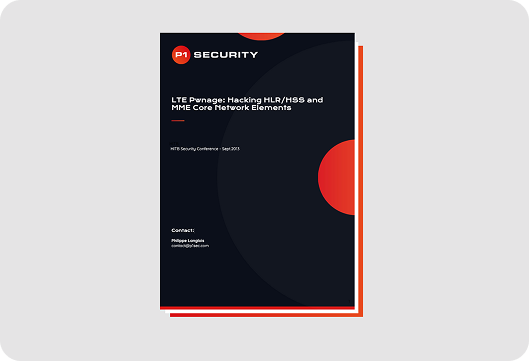 P1 SECURITY
LTE Pwnage: Hacking HLR/HSS and
MME Core Network Elements
HITB Security Conference - Sept 2013
Contact:
Philippe Langlois
contact@p1sec.com